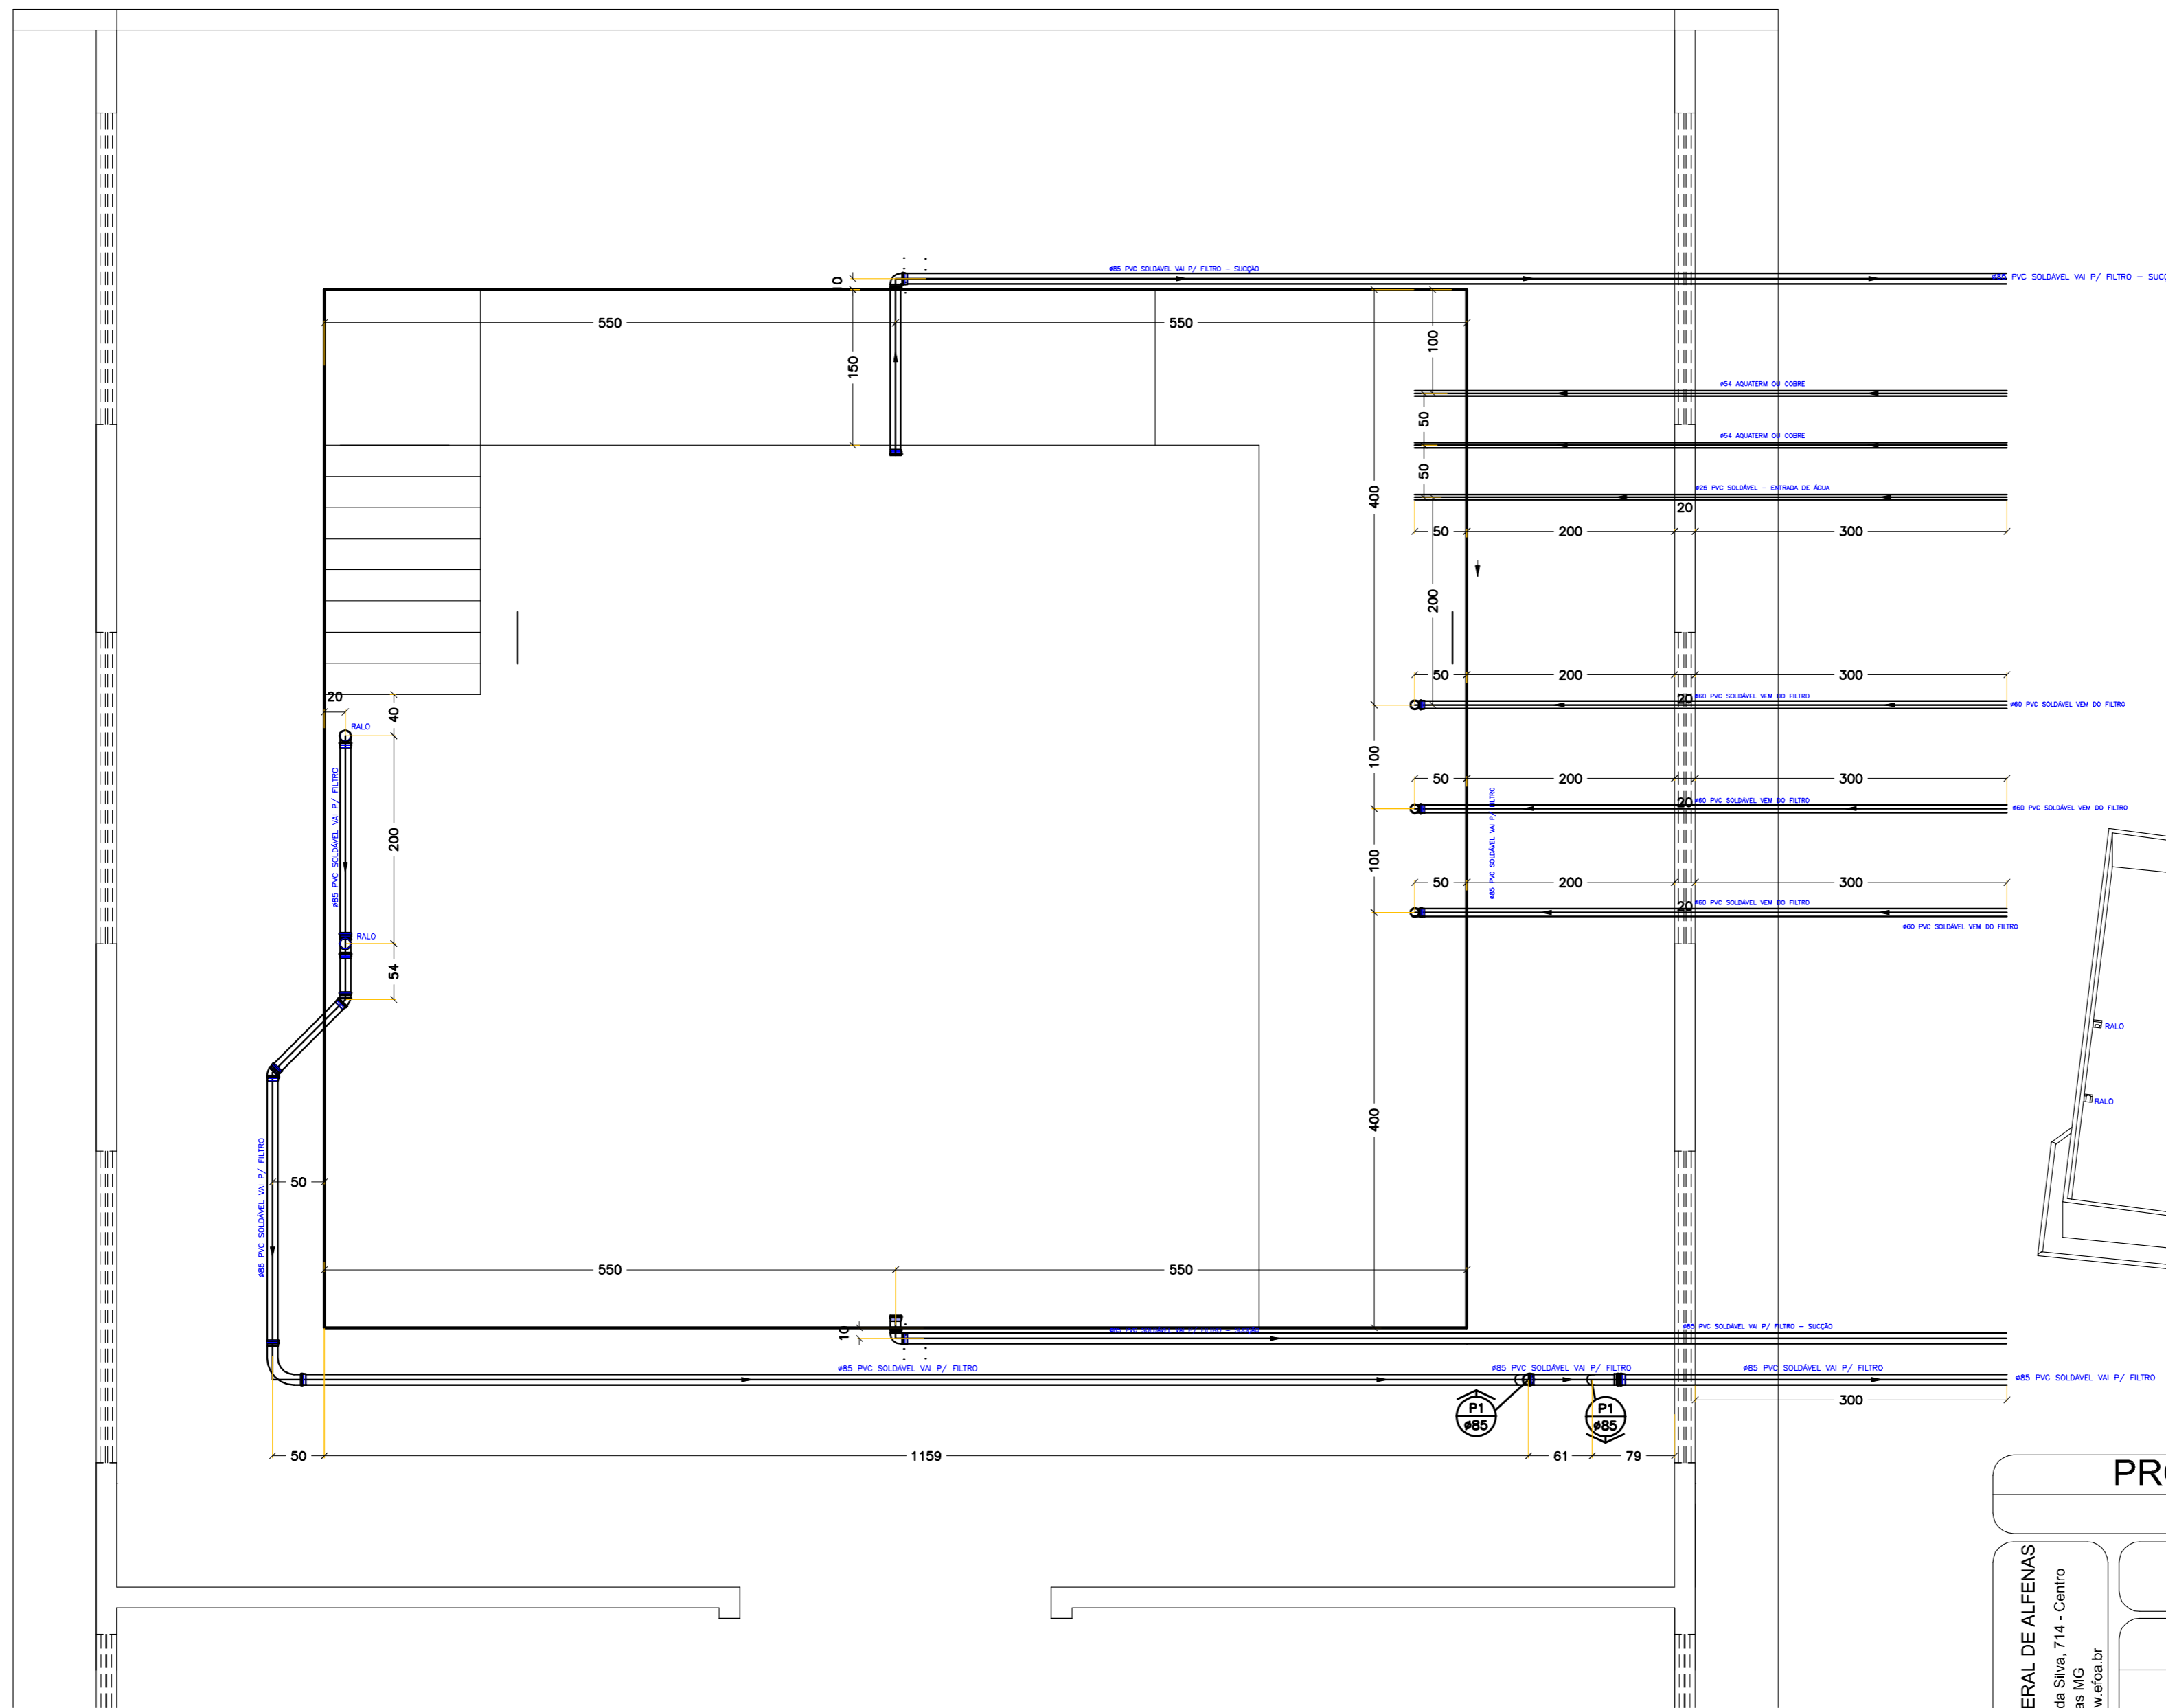 ø85 PVC SOLDÁVEL VAI P/ FILTRO – SUCÇÃO
ø85 PVC SOLDÁVEL VAI P/ FILTRO – SUC
10
550
550
150
100
ø54 AQUATERM OU COBRE
50
ø54 AQUATERM OU COBRE
50
400
ø25 PVC SOLDÁVEL – ENTRADA DE ÁGUA
20
50
200
300
200
50
200
300
20
ø60 PVC SOLDÁVEL VEM DO FILTRO
ø60 PVC SOLDÁVEL VEM DO FILTRO
20
40
RALO
100
50
200
300
20
ø60 PVC SOLDÁVEL VEM DO FILTRO
ø60 PVC SOLDÁVEL VEM DO FILTRO
ø85 PVC SOLDÁVEL VAI P/ FILTRO
200
100
ø85 PVC SOLDÁVEL VAI P/ FILTRO
50
200
300
20
ø60 PVC SOLDÁVEL VEM DO FILTRO
ø60 PVC SOLDÁVEL VEM DO FILTRO
RALO
54
RALO
RALO
400
ø85 PVC SOLDÁVEL VAI P/ FILTRO
50
550
550
10
ø85 PVC SOLDÁVEL VAI P/ FILTRO – SUCÇÃO
ø85 PVC SOLDÁVEL VAI P/ FILTRO – SUCÇÃO
ø85 PVC SOLDÁVEL VAI P/ FILTRO
ø85 PVC SOLDÁVEL VAI P/ FILTRO
ø85 PVC SOLDÁVEL VAI P/ FILTRO
ø85 PVC SOLDÁVEL VAI P/ FILTRO
P1
ø85
P1
ø85
300
50
1159
61
79
PR
ERAL DE ALFENAS
da Silva, 714 - Centro
as MG
w.efoa.br